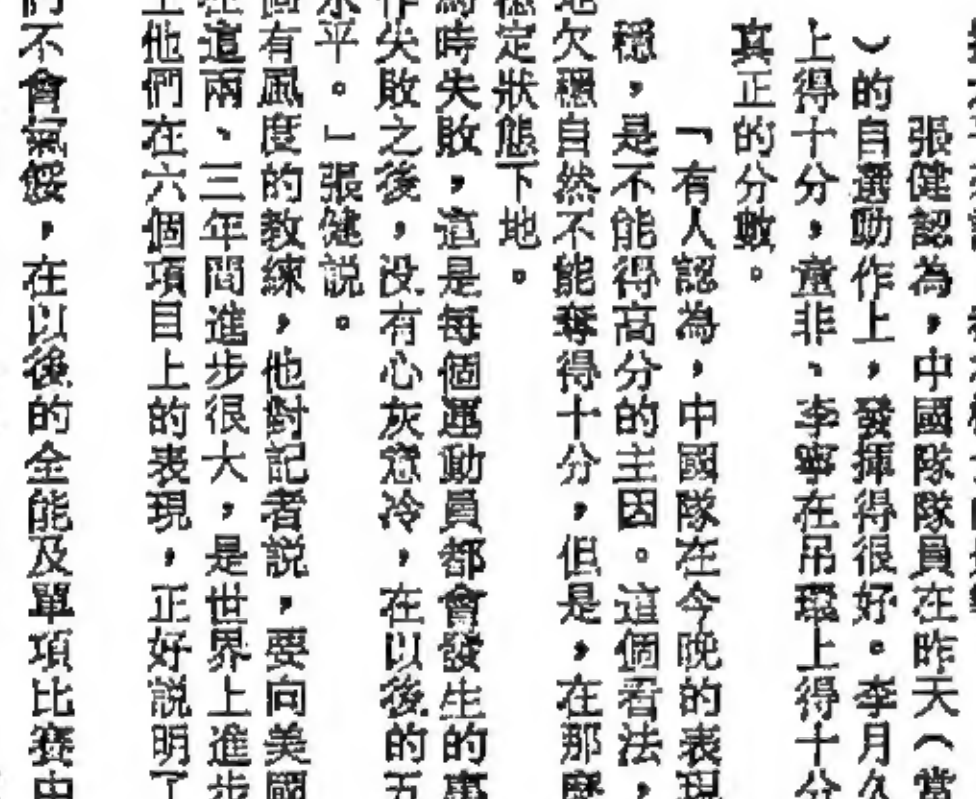 張健認為，中國隊隊員在昨天（當
）的自選動作上，發揮得很好。李月久
上得十分，童非、李寧在吊環上得十分
真正的分數。
「有人認為，中國隊在今晚的表現
穩，是不能得高分的主因。這個看法，
地欠穩自然不能奪得十分，但是，在那麼
穩定狀態下地。
為時失敗，這是每個運動員都會發生的事
作失敗之後，没有心灰意冷，在以後的五
水平。」張健説。
個有風度的教練，他對記者説，要向美國
在這兩、三年間進步很大，是世界上進步
上他們在六個項目上的表現，正好説明了
們不會氣餒，在以後的全能及單項比賽中